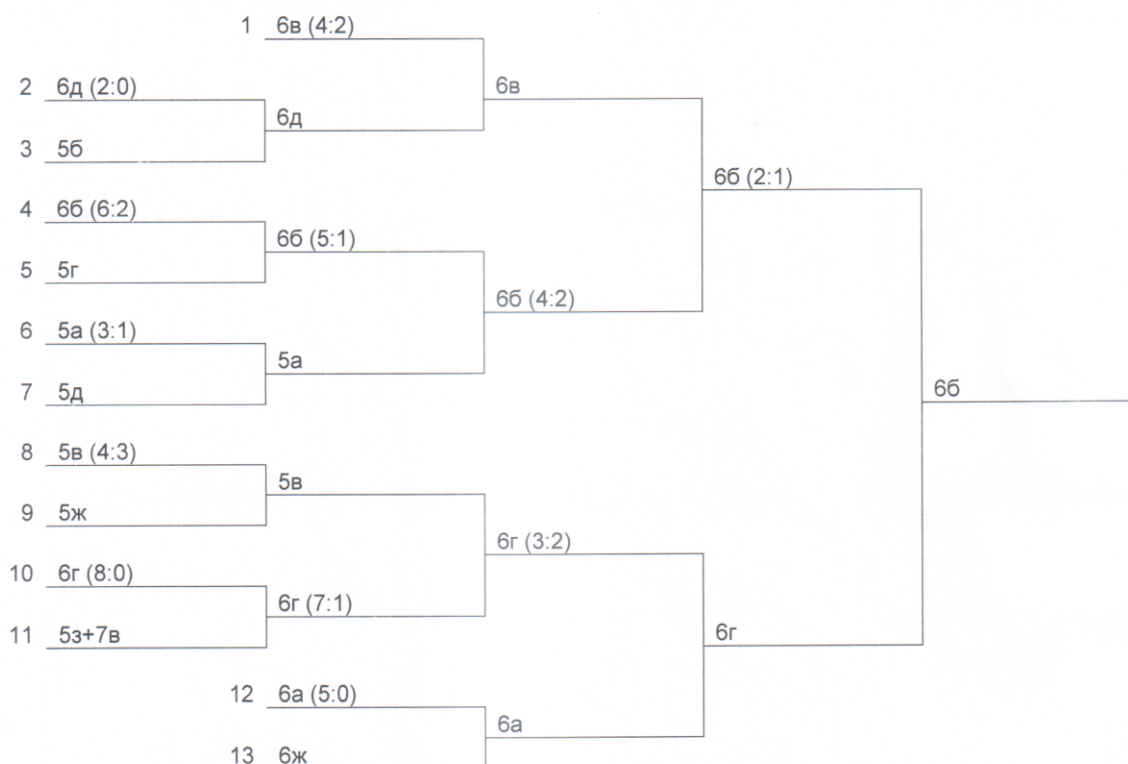 1 6в (4:2)
2 6д (2:0)
6в
6д
3 5б
6б (2:1)
4 6б (6:2)
6б (5:1)
5 5г
6б (4:2)
6 5а (3:1)
5а
7 5д
6б
8 5в (4:3)
5в
9 5ж
6г (3:2)
10 6г (8:0)
6г (7:1)
11 5з+7в
6г
12 6а (5:0)
6а
13 6ж